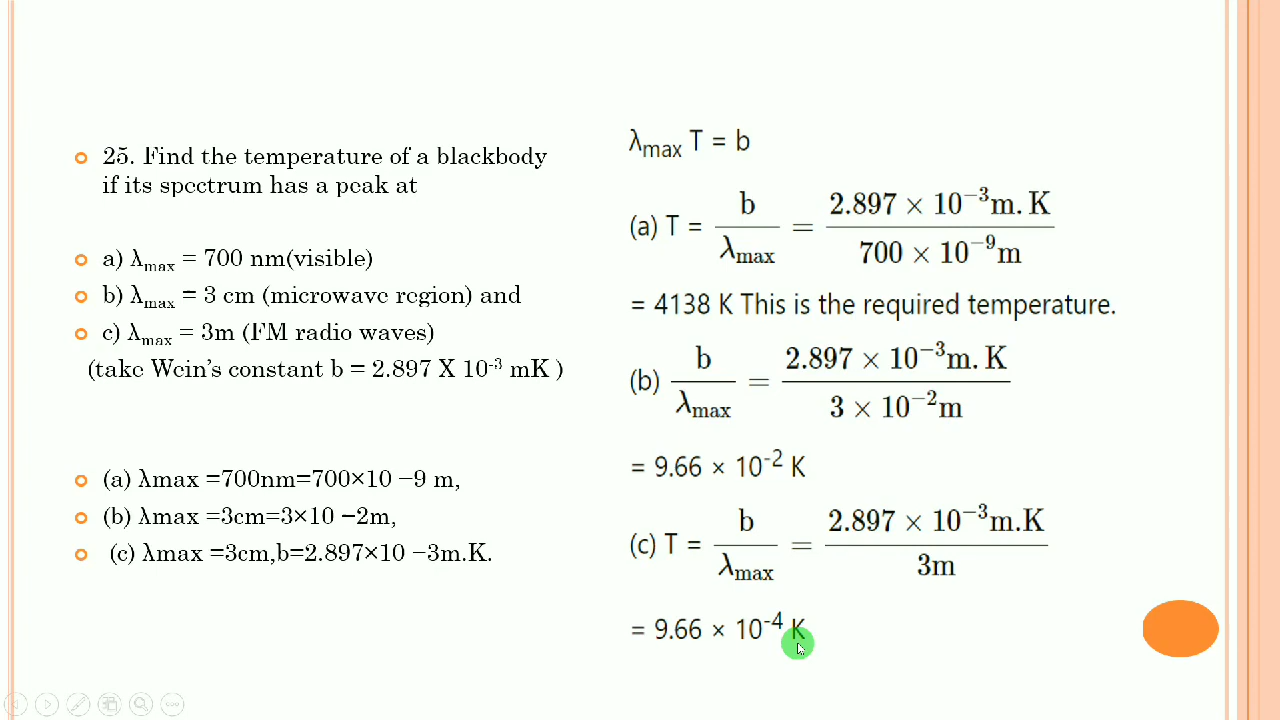 25. Find the temperature of a blackbody
if its spectrum has a peak at
a) λmax = 700 nm(visible)
b) λmax = 3 cm (microwave region) and
c) λmax = 3m (FM radio waves)
(take Wein's constant b = 2.897 X 10⁻³ mK )
(a) λmax =700nm=700×10 −9 m,
(b) λmax =3cm=3×10 −2m,
(c) λmax =3cm,b=2.897×10 −3m.K.
λmax T = b
(a) T = b / λmax = 2.897 × 10⁻³m. K / 700 × 10⁻⁹m
= 4138 K This is the required temperature.
(b) b / λmax = 2.897 × 10⁻³m. K / 3 × 10⁻²m
= 9.66 × 10⁻² K
(c) T = b / λmax = 2.897 × 10⁻³m.K / 3m
= 9.66 × 10⁻⁴ K